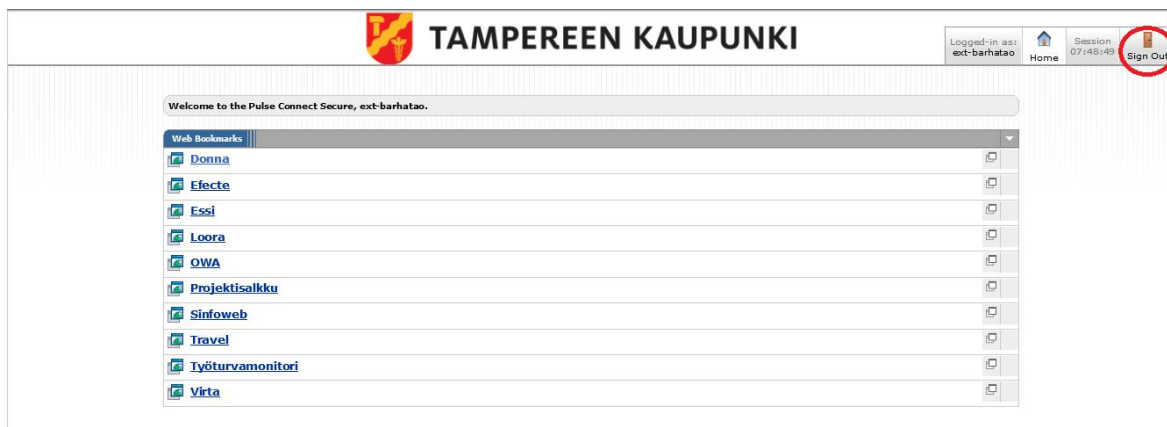 TAMPEREEN KAUPUNKI
Logged-in as:
ext-barhatao
Home
Session
07:48:49
Sign Out
Welcome to the Pulse Connect Secure, ext-barhatao.
Web Bookmarks
Donna
Efecte
Essi
Loora
OWA
Projektisalkku
Sinfoweb
Travel
Työturvamonitori
Virta